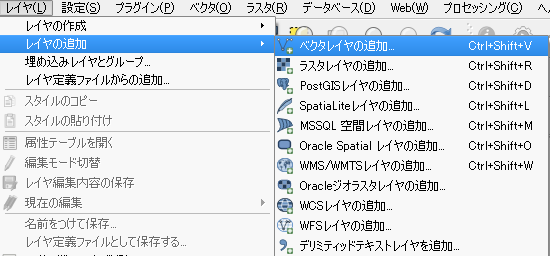 レイヤ(L) 設定(S) プラグイン(P) ベクタ(O) ラスタ(R) データベース(D) Web(W) プロセッシング(C) ヘ
レイヤの作成
レイヤの追加
埋め込みレイヤとグループ...
レイヤ定義ファイルからの追加...
スタイルのコピー
スタイルの貼り付け
属性テーブルを開く
編集モード切替
レイヤ編集内容の保存
現在の編集
名前をつけて保存...
レイヤ定義ファイルとして保存する...
ベクタレイヤの追加... Ctrl+Shift+V
ラスタレイヤの追加... Ctrl+Shift+R
PostGISレイヤの追加... Ctrl+Shift+D
SpatiaLiteレイヤの追加... Ctrl+Shift+L
MSSQL 空間レイヤの追加... Ctrl+Shift+M
Oracle Spatial レイヤの追加... Ctrl+Shift+O
WMS/WMTSレイヤの追加... Ctrl+Shift+W
Oracleジオラスタレイヤの追加...
WCSレイヤの追加...
WFSレイヤの追加...
デリミティッドテキストレイヤを追加...